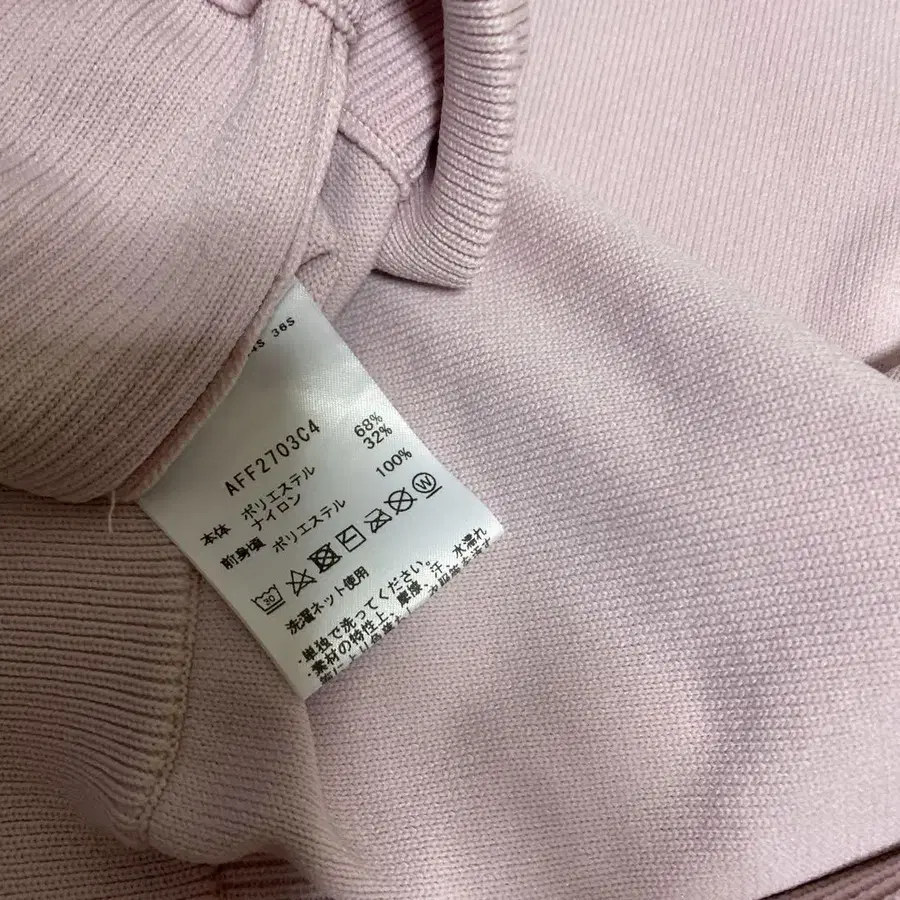 4S 36S
AFF2703C4
本体 ポリエステル 68%
ナイロン 32%
前身頃 ポリエステル 100%
30 W
洗濯ネット使用
・単独で洗ってください。
・素材の特性上、摩擦、汗、水濡れ